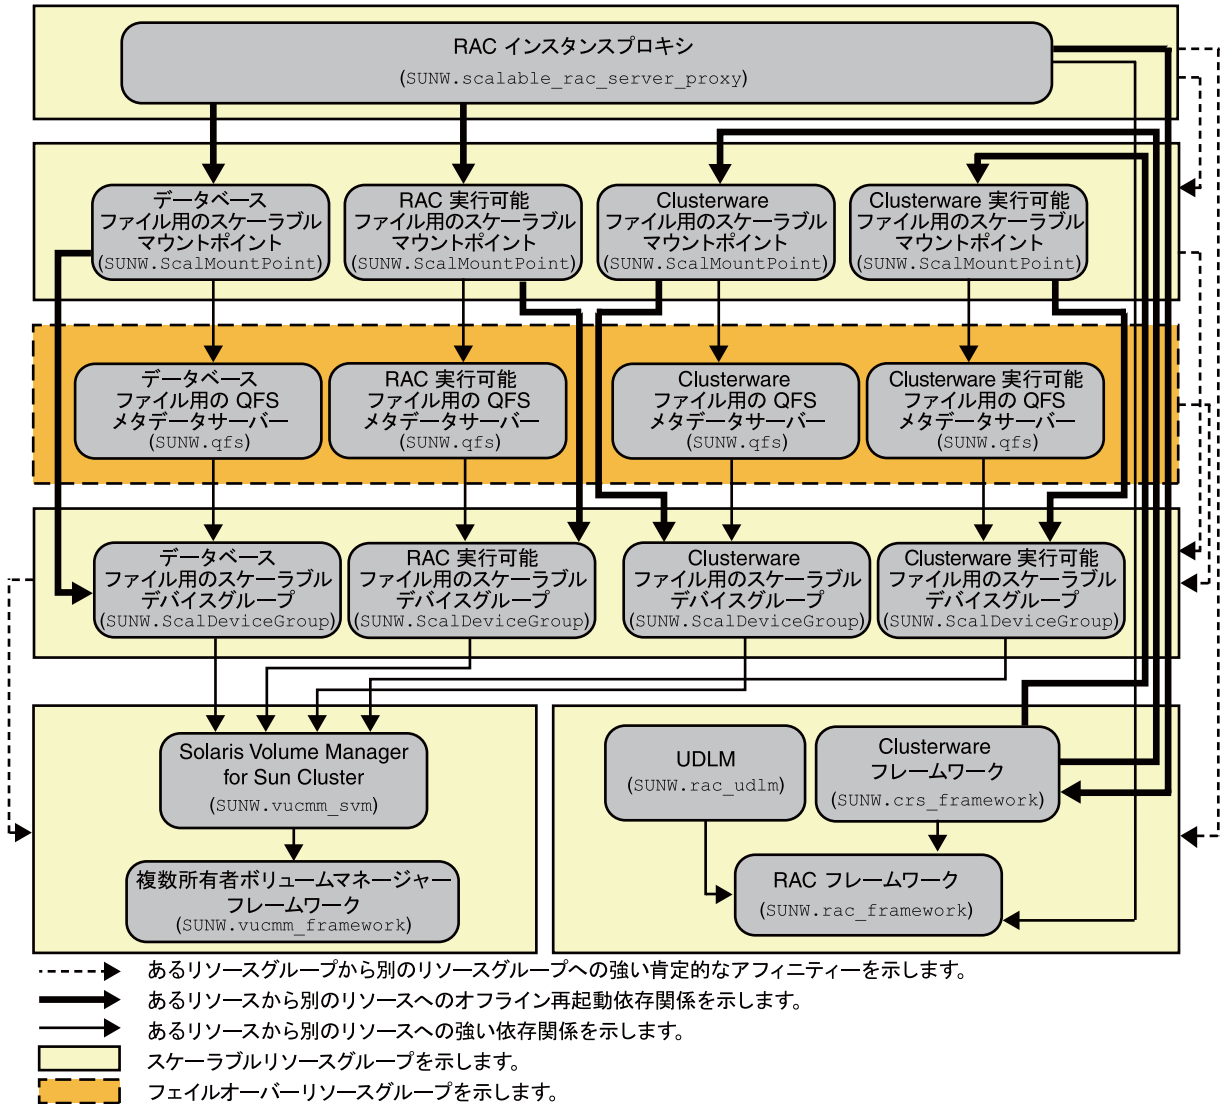 RAC インスタンスプロキシ
(SUNW.scalable_rac_server_proxy)
データベース
ファイル用のスケーラブル
マウントポイント
(SUNW.ScalMountPoint)
RAC 実行可能
ファイル用のスケーラブル
マウントポイント
(SUNW.ScalMountPoint)
Clusterware
ファイル用のスケーラブル
マウントポイント
(SUNW.ScalMountPoint)
Clusterware 実行可能
ファイル用のスケーラブル
マウントポイント
(SUNW.ScalMountPoint)
データベース
ファイル用の QFS
メタデータサーバー
(SUNW.qfs)
RAC 実行可能
ファイル用の QFS
メタデータサーバー
(SUNW.qfs)
Clusterware
ファイル用の QFS
メタデータサーバー
(SUNW.qfs)
Clusterware 実行可能
ファイル用の QFS
メタデータサーバー
(SUNW.qfs)
データベース
ファイル用のスケーラブル
デバイスグループ
(SUNW.ScalDeviceGroup)
RAC 実行可能
ファイル用のスケーラブル
デバイスグループ
(SUNW.ScalDeviceGroup)
Clusterware
ファイル用のスケーラブル
デバイスグループ
(SUNW.ScalDeviceGroup)
Clusterware 実行可能
ファイル用のスケーラブル
デバイスグループ
(SUNW.ScalDeviceGroup)
Solaris Volume Manager
for Sun Cluster
(SUNW.vucmm_svm)
複数所有者ボリュームマネージャー
フレームワーク
(SUNW.vucmm_framework)
UDLM
(SUNW.rac_udlm)
Clusterware
フレームワーク
(SUNW.crs_framework)
RAC フレームワーク
(SUNW.rac_framework)
あるリソースグループから別のリソースグループへの強い肯定的なアフィニティーを示します。
あるリソースから別のリソースへのオフライン再起動依存関係を示します。
あるリソースから別のリソースへの強い依存関係を示します。
スケーラブルリソースグループを示します。
フェイルオーバーリソースグループを示します。